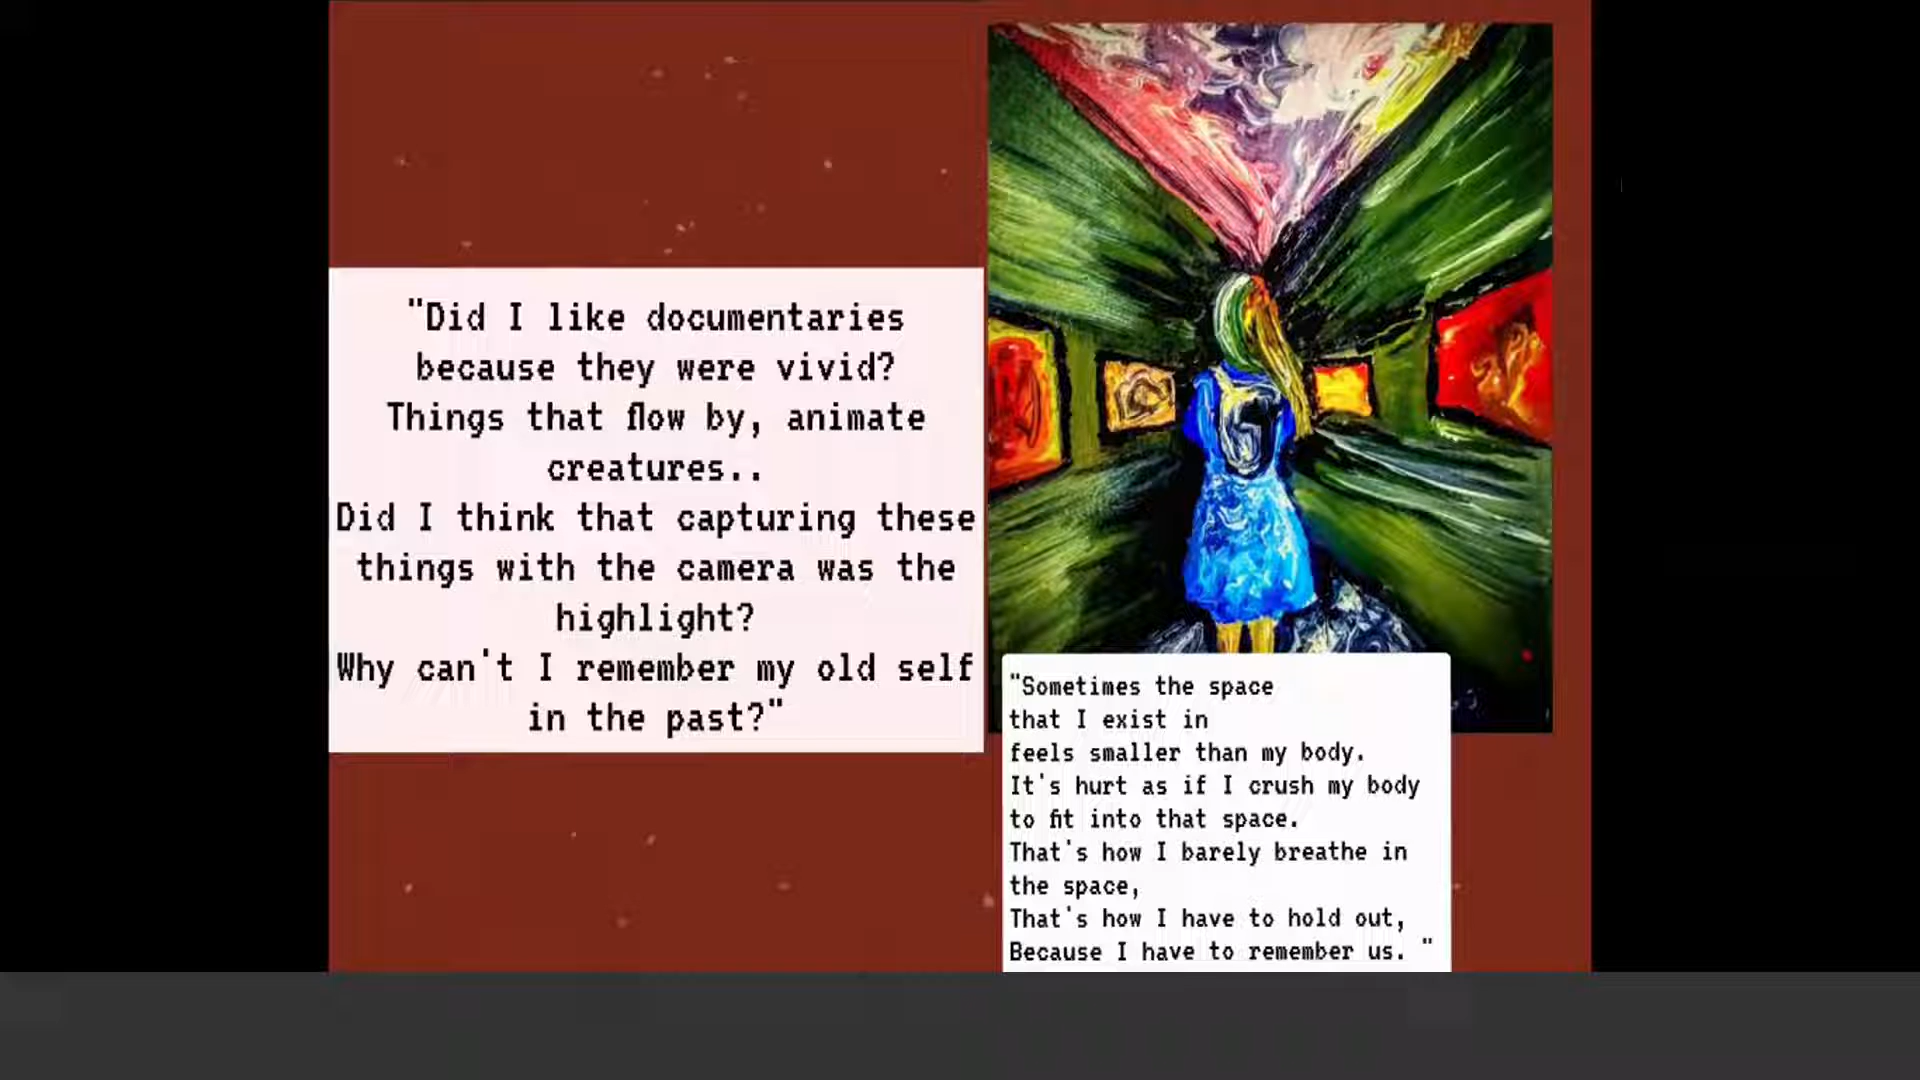 "Did I like documentaries
because they were vivid?
Things that flow by, animate
creatures..
Did I think that capturing these
things with the camera was the
highlight?
Why can't I remember my old self
in the past?"
"Sometimes the space
that I exist in
feels smaller than my body.
It's hurt as if I crush my body
to fit into that space.
That's how I barely breathe in
the space,
That's how I have to hold out,
Because I have to remember us. "